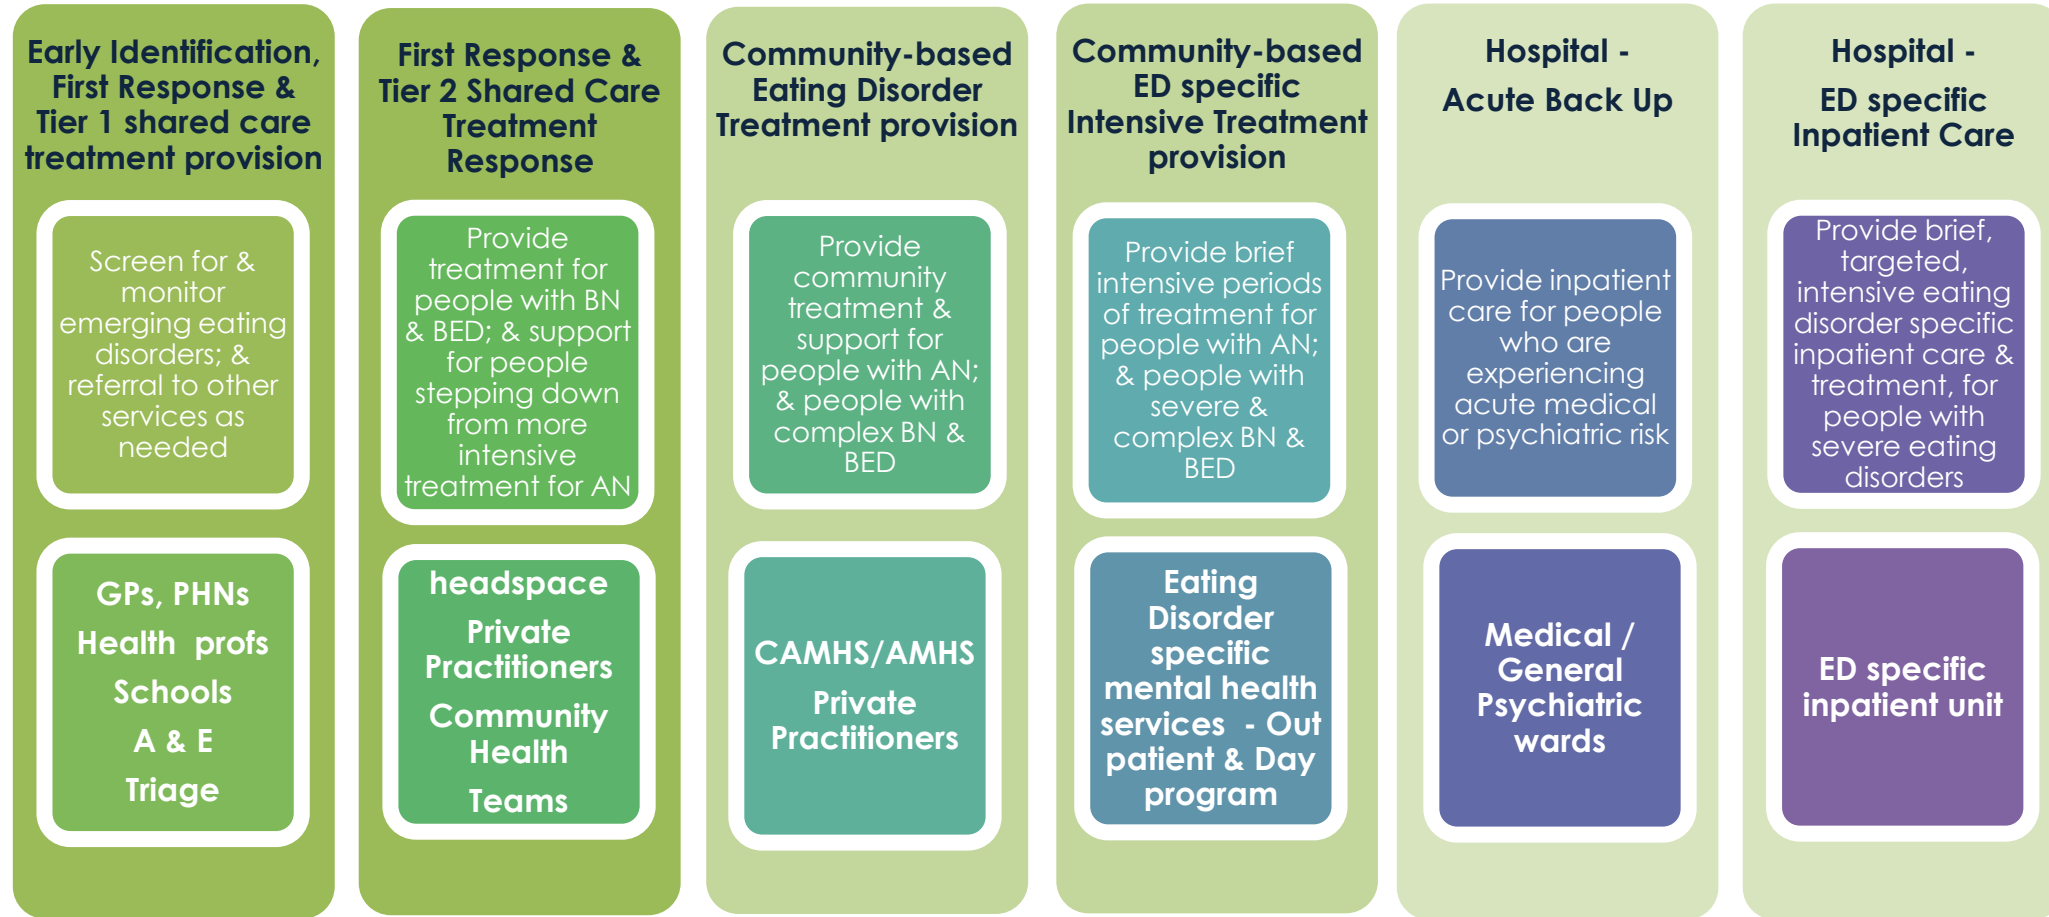 Early Identification,
First Response &
Tier 1 shared care
treatment provision
Screen for &
monitor
emerging eating
disorders; &
referral to other
services as
needed
GPs, PHNs
Health profs
Schools
A & E
Triage
First Response &
Tier 2 Shared Care
Treatment
Response
Provide
treatment for
people with BN
& BED; & support
for people
stepping down
from more
intensive
treatment for AN
headspace
Private
Practitioners
Community
Health
Teams
Community-based
Eating Disorder
Treatment provision
Provide
community
treatment &
support for
people with AN;
& people with
complex BN &
BED
CAMHS/AMHS
Private
Practitioners
Community-based
ED specific
Intensive Treatment
provision
Provide brief
intensive periods
of treatment for
people with AN;
& people with
severe &
complex BN &
BED
Eating
Disorder
specific
mental health
services - Out
patient & Day
program
Hospital -
Acute Back Up
Provide inpatient
care for people
who are
experiencing
acute medical
or psychiatric risk
Medical /
General
Psychiatric
wards
Hospital -
ED specific
Inpatient Care
Provide brief,
targeted,
intensive eating
disorder specific
inpatient care &
treatment, for
people with
severe eating
disorders
ED specific
inpatient unit